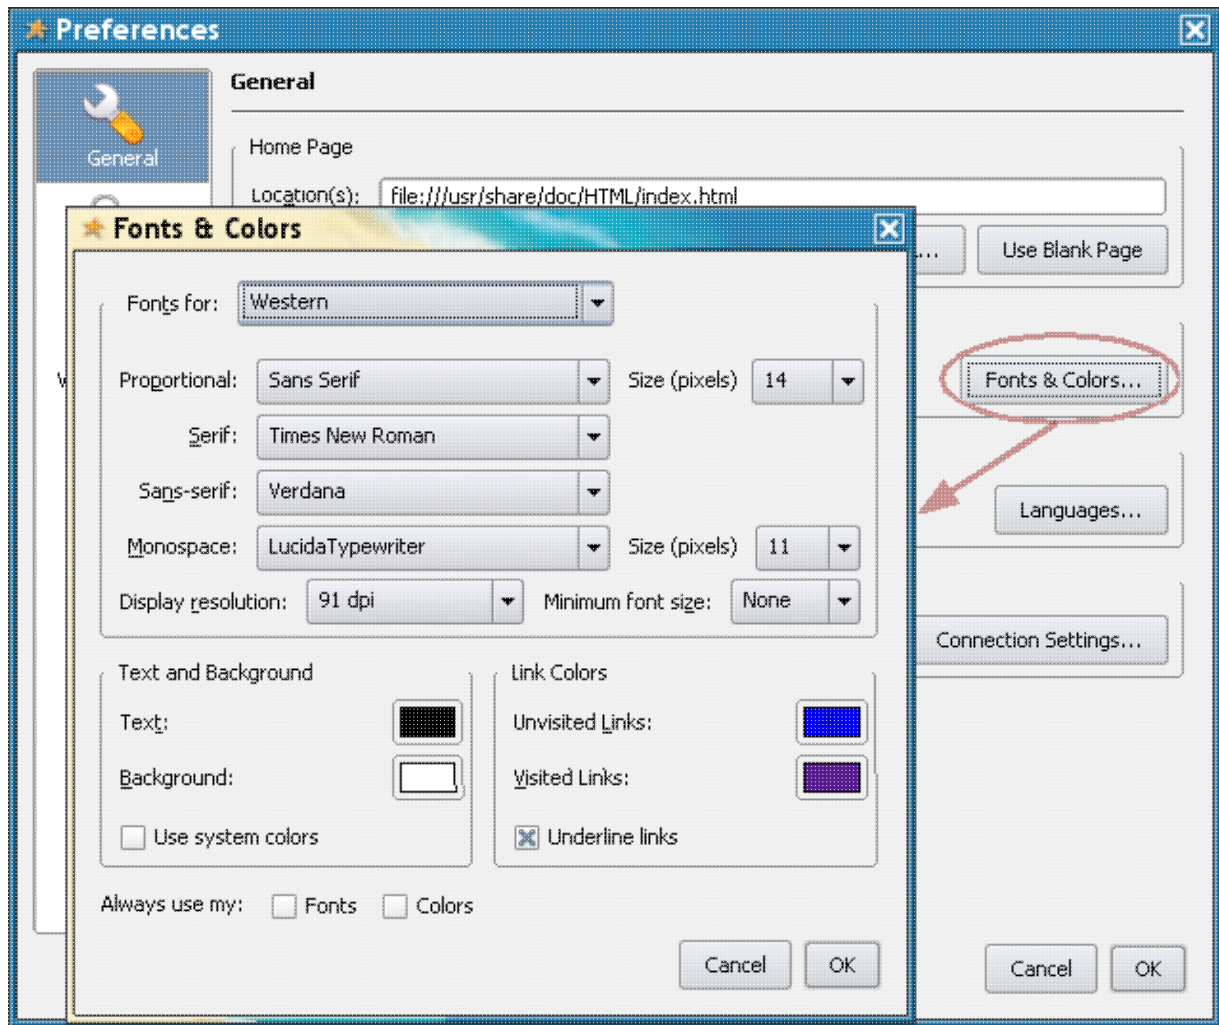 Preferences
General
General
Home Page
Location(s): file:///usr/share/doc/HTML/index.html
... Use Blank Page
Fonts & Colors...
Languages...
Connection Settings...
Cancel OK
Fonts & Colors
Fonts for: Western
Proportional: Sans Serif Size (pixels) 14
Serif: Times New Roman
Sans-serif: Verdana
Monospace: LucidaTypewriter Size (pixels) 11
Display resolution: 91 dpi Minimum font size: None
Text and Background
Text:
Background:
Use system colors
Link Colors
Unvisited Links:
Visited Links:
Underline links
Always use my: Fonts Colors
Cancel OK